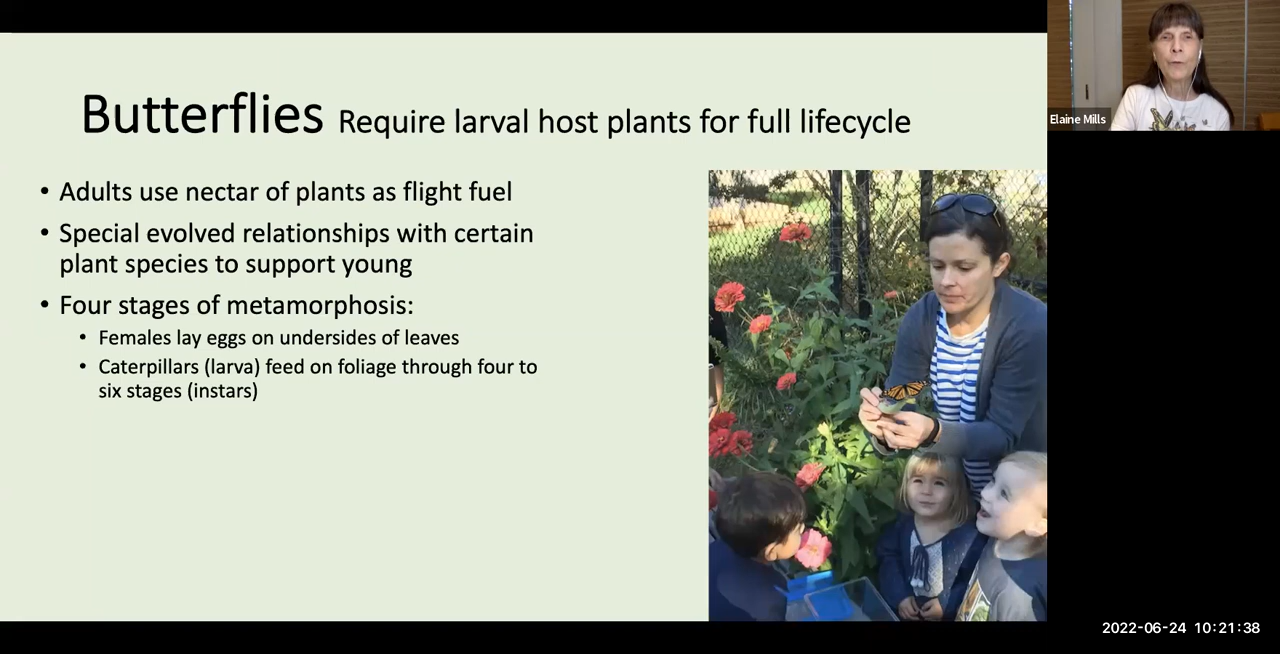 Butterflies Require larval host plants for full lifecycle
• Adults use nectar of plants as flight fuel
• Special evolved relationships with certain
plant species to support young
• Four stages of metamorphosis:
• Females lay eggs on undersides of leaves
• Caterpillars (larva) feed on foliage through four to
six stages (instars)
Elaine Mills
2022-06-24 10:21:38